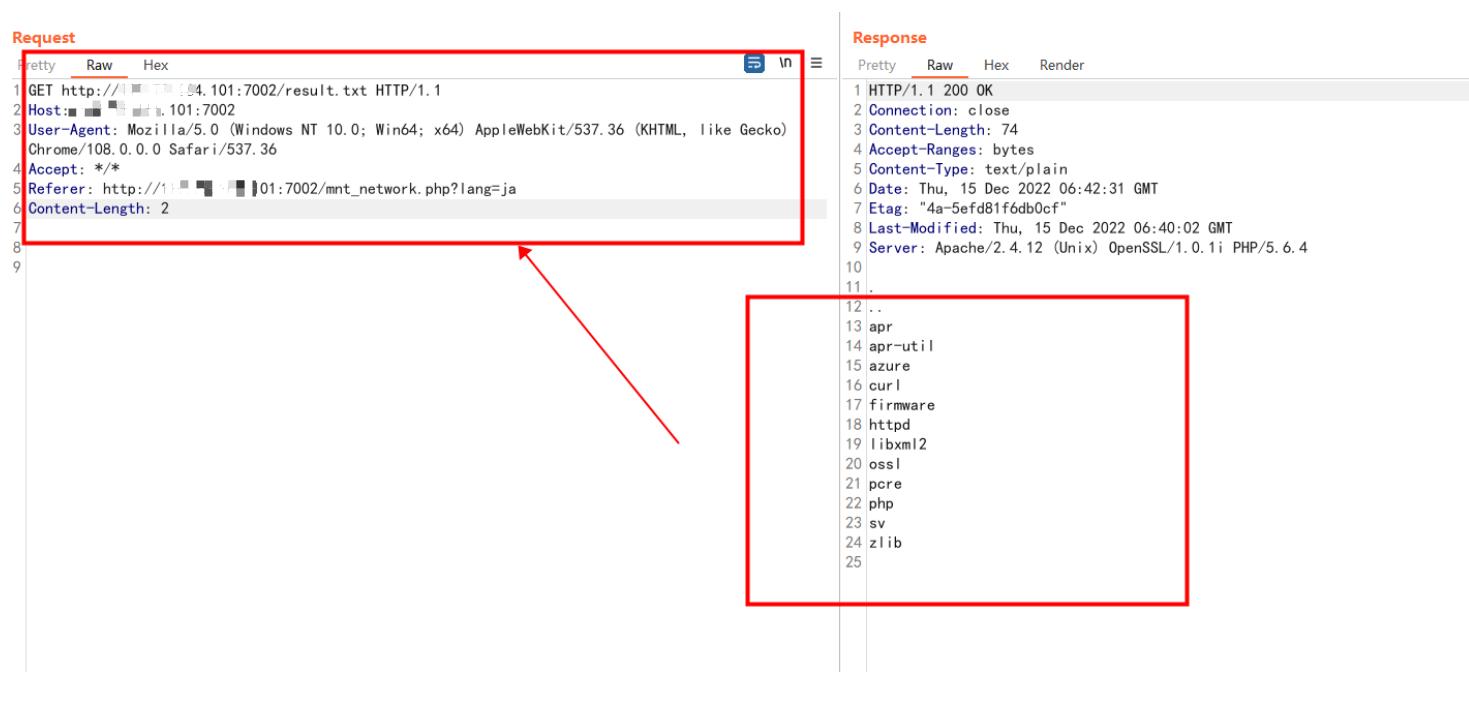 Request
Pretty Raw Hex
\n
1 GET http:// 4.101:7002/result.txt HTTP/1.1
2 Host: .101:7002
3 User-Agent: Mozilla/5.0 (Windows NT 10.0; Win64; x64) AppleWebKit/537.36 (KHTML, like Gecko)
Chrome/108.0.0.0 Safari/537.36
4 Accept: */*
5 Referer: http:// 01:7002/mnt_network.php?lang=ja
6 Content-Length: 2
7
8
9
Response
Pretty Raw Hex Render
1 HTTP/1.1 200 OK
2 Connection: close
3 Content-Length: 74
4 Accept-Ranges: bytes
5 Content-Type: text/plain
6 Date: Thu, 15 Dec 2022 06:42:31 GMT
7 Etag: "4a-5efd81f6db0cf"
8 Last-Modified: Thu, 15 Dec 2022 06:40:02 GMT
9 Server: Apache/2.4.12 (Unix) OpenSSL/1.0.1i PHP/5.6.4
10
11 .
12 ..
13 apr
14 apr-util
15 azure
16 curl
17 firmware
18 httpd
19 libxml2
20 ossl
21 pcre
22 php
23 sv
24 zlib
25